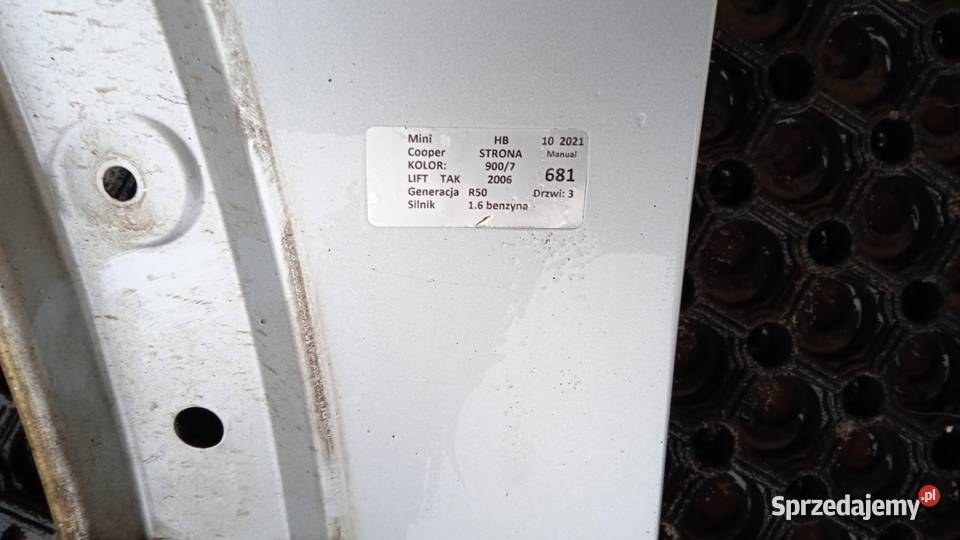 Mini HB 10 2021
Cooper STRONA Manual
KOLOR: 900/7 681
LIFT TAK 2006
Generacja R50 Drzwi: 3
Silnik 1.6 benzyna
Sprzedajemy.pl